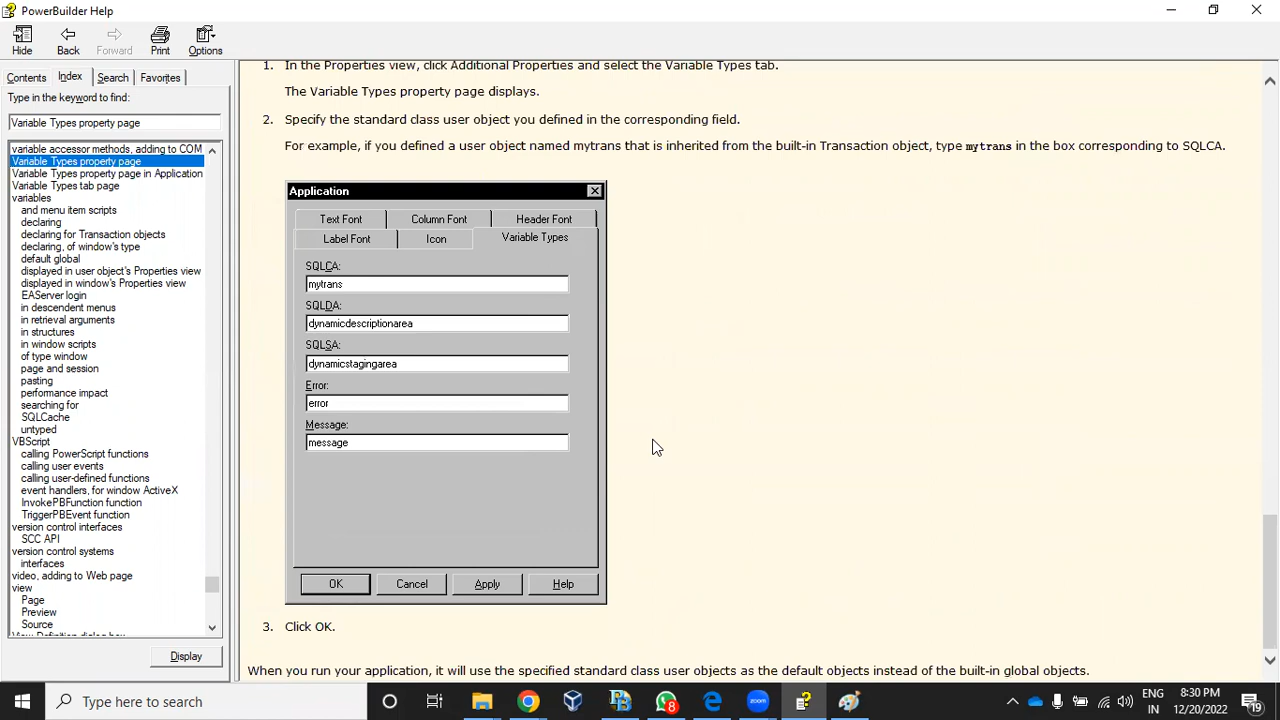 PowerBuilder Help
Hide Back Forward Print Options
Contents Index Search Favorites
Type in the keyword to find:
Variable Types property page
variable accessor methods, adding to COM
Variable Types property page
Variable Types property page in Application
Variable Types tab page
variables
and menu item scripts
declaring
declaring for Transaction objects
declaring, of window's type
default global
displayed in user object's Properties view
displayed in window's Properties view
EAServer login
in descendent menus
in retrieval arguments
in structures
in window scripts
of type window
page and session
pasting
performance impact
searching for
SQLCache
untyped
VBScript
calling PowerScript functions
calling user events
calling user-defined functions
event handlers, for window ActiveX
InvokePBFunction function
TriggerPBEvent function
version control interfaces
SCC API
version control systems
interfaces
video, adding to Web page
view
Page
Preview
Source
View Definition dialog box
Display
1. In the Properties view, click Additional Properties and select the Variable Types tab.
The Variable Types property page displays.
2. Specify the standard class user object you defined in the corresponding field.
For example, if you defined a user object named mytrans that is inherited from the built-in Transaction object, type mytrans in the box corresponding to SQLCA.
Application
Text Font Column Font Header Font
Label Font Icon Variable Types
SQLCA:
mytrans
SQLDA:
dynamicdescriptionarea
SQLSA:
dynamicstagingarea
Error:
error
Message:
message
OK Cancel Apply Help
3. Click OK.
When you run your application, it will use the specified standard class user objects as the default objects instead of the built-in global objects.
Type here to search
8
zoom
ENG
IN
8:30 PM
12/20/2022
19